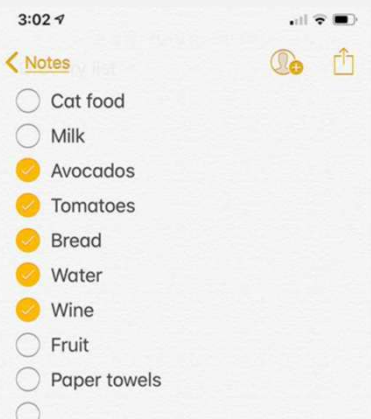 3:02
Notes
Cat food
Milk
Avocados
Tomatoes
Bread
Water
Wine
Fruit
Paper towels